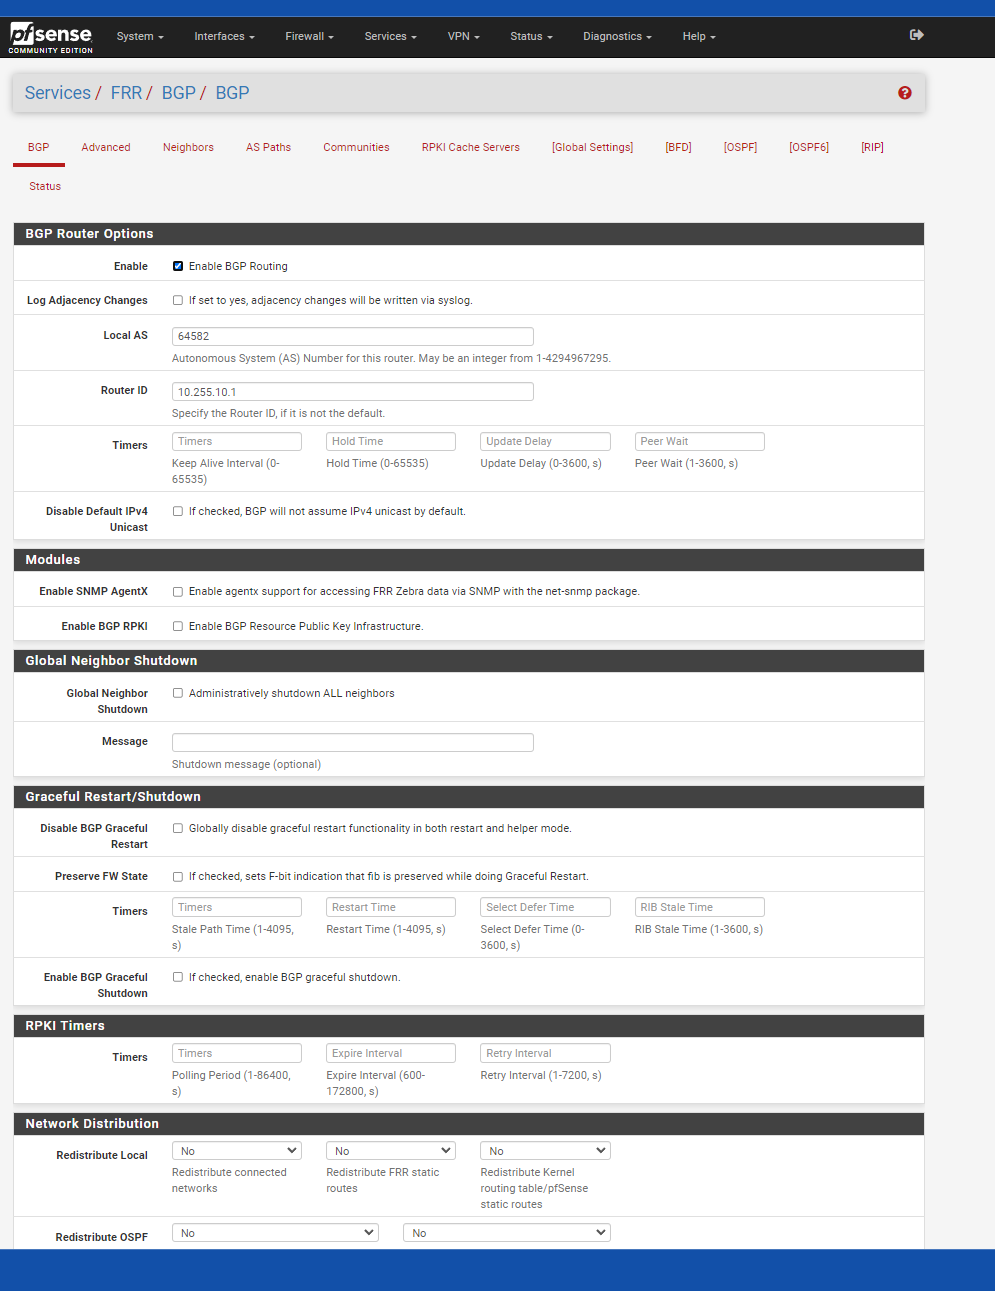 pfsense
COMMUNITY EDITION
System Interfaces Firewall Services VPN Status Diagnostics Help
Services / FRR / BGP / BGP
BGP Advanced Neighbors AS Paths Communities RPKI Cache Servers [Global Settings] [BFD] [OSPF] [OSPF6] [RIP]
Status
BGP Router Options
Enable Enable BGP Routing
Log Adjacency Changes If set to yes, adjacency changes will be written via syslog.
Local AS 64582
Autonomous System (AS) Number for this router. May be an integer from 1-4294967295.
Router ID 10.255.10.1
Specify the Router ID, if it is not the default.
Timers Timers Hold Time Update Delay Peer Wait
Keep Alive Interval (0- Hold Time (0-65535) Update Delay (0-3600, s) Peer Wait (1-3600, s)
65535)
Disable Default IPv4 If checked, BGP will not assume IPv4 unicast by default.
Unicast
Modules
Enable SNMP AgentX Enable agentx support for accessing FRR Zebra data via SNMP with the net-snmp package.
Enable BGP RPKI Enable BGP Resource Public Key Infrastructure.
Global Neighbor Shutdown
Global Neighbor Administratively shutdown ALL neighbors
Shutdown
Message
Shutdown message (optional)
Graceful Restart/Shutdown
Disable BGP Graceful Globally disable graceful restart functionality in both restart and helper mode.
Restart
Preserve FW State If checked, sets F-bit indication that fib is preserved while doing Graceful Restart.
Timers Timers Restart Time Select Defer Time RIB Stale Time
Stale Path Time (1-4095, Restart Time (1-4095, s) Select Defer Time (0- RIB Stale Time (1-3600, s)
s) 3600, s)
Enable BGP Graceful If checked, enable BGP graceful shutdown.
Shutdown
RPKI Timers
Timers Timers Expire Interval Retry Interval
Polling Period (1-86400, Expire Interval (600- Retry Interval (1-7200, s)
s) 172800, s)
Network Distribution
Redistribute Local No No No
Redistribute connected Redistribute FRR static Redistribute Kernel
networks routes routing table/pfSense
static routes
Redistribute OSPF No No